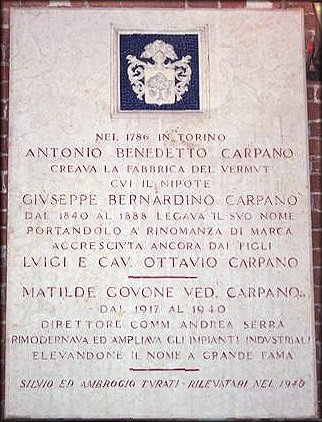 NEL 1786 IN TORINO
ANTONIO BENEDETTO CARPANO
CREAVA LA FABBRICA DEL VERMVT
CVI IL NIPOTE
GIVSEPPE BERNARDINO CARPANO
DAL 1840 AL 1888 LEGAVA IL SVO NOME
PORTANDOLO A RINOMANZA DI MARCA
ACCRESCIVTA ANCORA DAI FIGLI
LVIGI E CAV. OTTAVIO CARPANO
MATILDE GOVONE VED. CARPANO
DAL 1917 AL 1940
DIRETTORE COMM ANDREA SERRA
RIMODERNAVA ED AMPLIAVA GLI IMPIANTI INDVSTRIALI
ELEVANDONE IL NOME A GRANDE FAMA
SILVIO ED AMBROGIO TVRATI - RILEVATARI NEL 1940